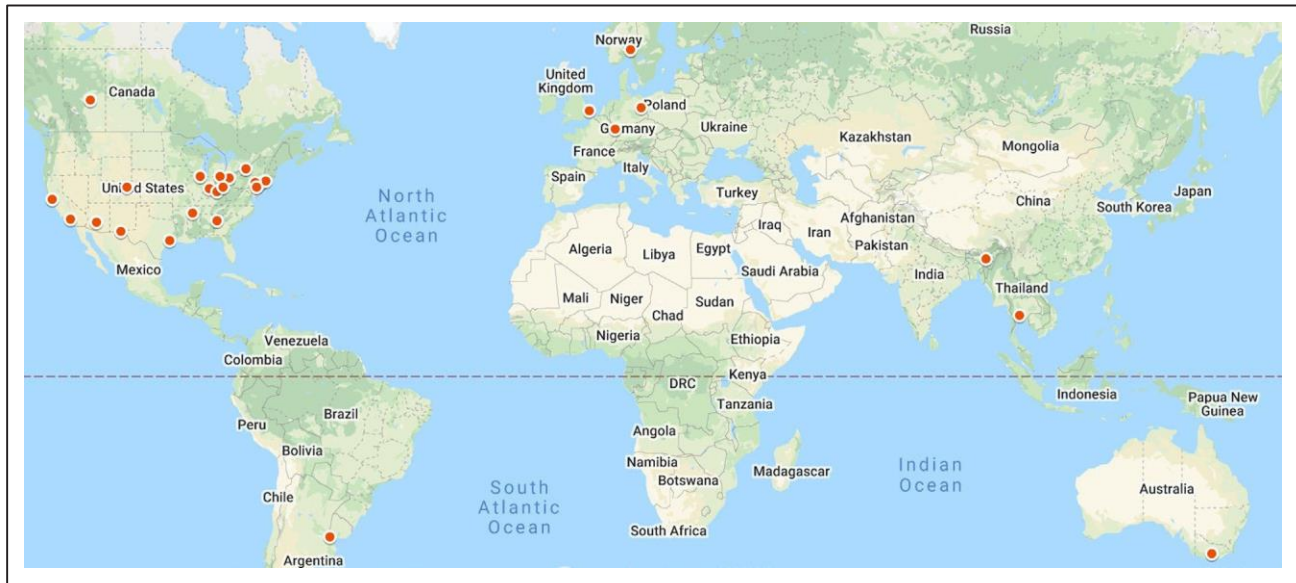 Russia
Norway
Canada
United
Kingdom
Poland
Germany
Ukraine
Kazakhstan
Mongolia
France
Italy
United States
Spain
Turkey
Japan
China
South Korea
North
Atlantic
Ocean
Afghanistan
Iraq
Iran
Pakistan
Algeria
Libya
Egypt
Saudi Arabia
India
Mexico
Thailand
Mali
Niger
Sudan
Chad
Nigeria
Ethiopia
Venezuela
Colombia
Kenya
DRC
Indonesia
Papua New
Guinea
Tanzania
Brazil
Peru
Angola
Bolivia
Namibia
Botswana
Madagascar
Indian
Ocean
Australia
Chile
South
Atlantic
Ocean
South Africa
Argentina